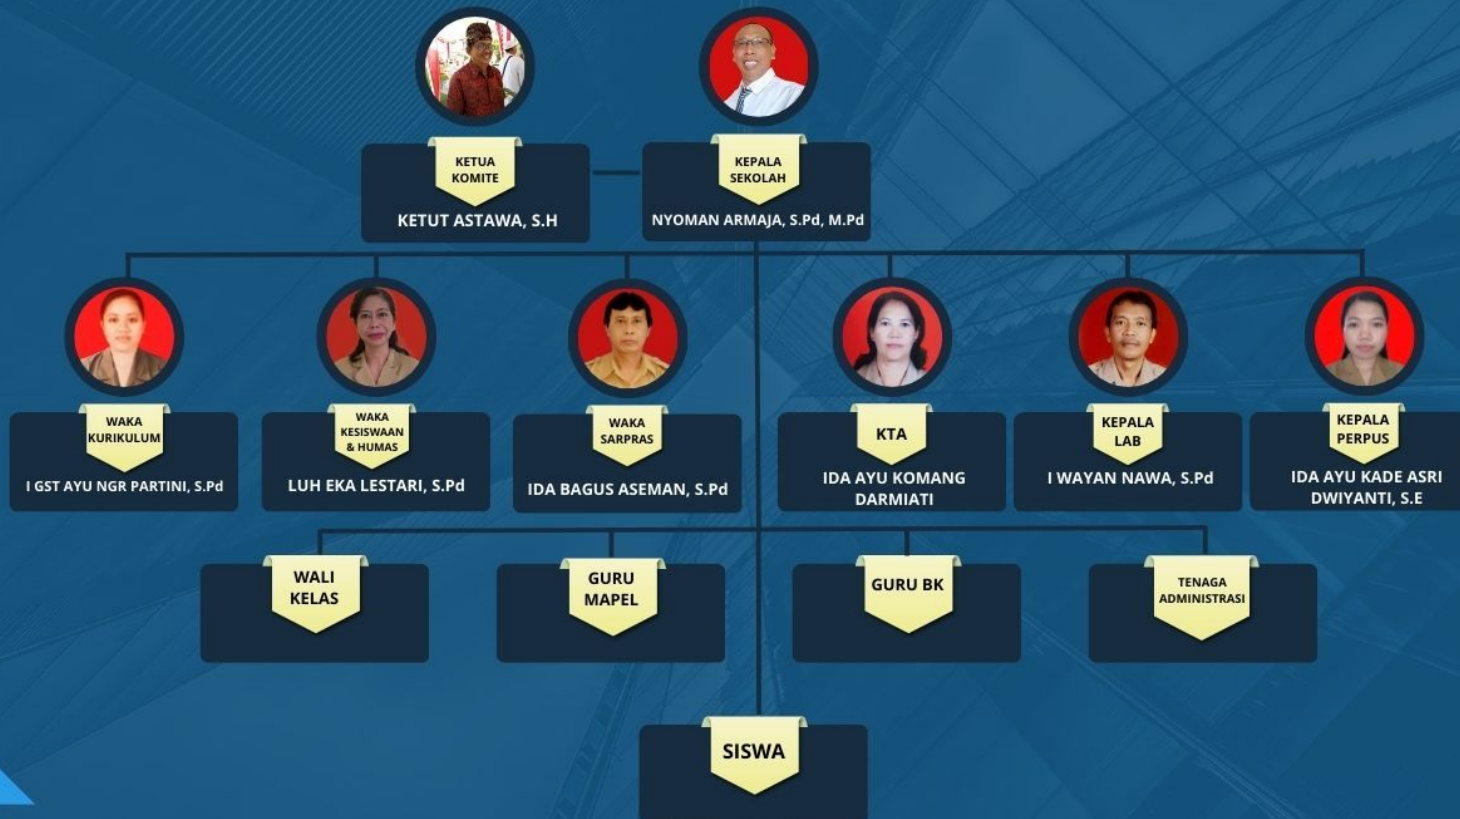 KETUA
KOMITE
KETUT ASTAWA, S.H
KEPALA
SEKOLAH
NYOMAN ARMAJA, S.Pd, M.Pd
WAKA
KURIKULUM
I GST AYU NGR PARTINI, S.Pd
WAKA
KESISWAAN
& HUMAS
LUH EKA LESTARI, S.Pd
WAKA
SARPRAS
IDA BAGUS ASEMAN, S.Pd
KTA
IDA AYU KOMANG
DARMIATI
KEPALA
LAB
I WAYAN NAWA, S.Pd
KEPALA
PERPUS
IDA AYU KADE ASRI
DWIYANTI, S.E
WALI
KELAS
GURU
MAPEL
GURU BK
TENAGA
ADMINISTRASI
SISWA